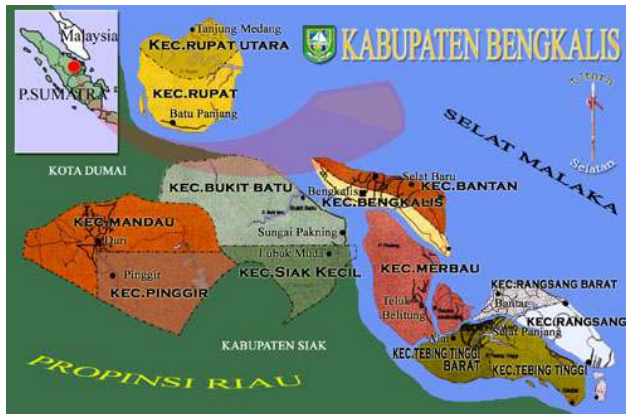 Malaysia
P.SUMATRA
Tanjung Medang
KEC.RUPAT UTARA
KEC.RUPAT
Batu Panjang
KABUPATEN BENGKALIS
Utara
Selatan
SELAT MALAKA
KOTA DUMAI
KEC.BUKIT BATU
Bengkalis
Selat Baru
KEC.BANTAN
KEC.BENGKALIS
KEC.MANDAU
Duri
Sungai Pakning
Lubuk Muda
KEC.SIAK KECIL
Pinggir
KEC.PINGGIR
KEC.MERBAU
Teluk
Belitung
KEC.RANGSANG BARAT
Bantar
KEC.RANGSANG
Selat Panjang
Alai
KEC.TEBING TINGGI
BARAT
KEC.TEBING TINGGI
KABUPATEN SIAK
PROPINSI RIAU